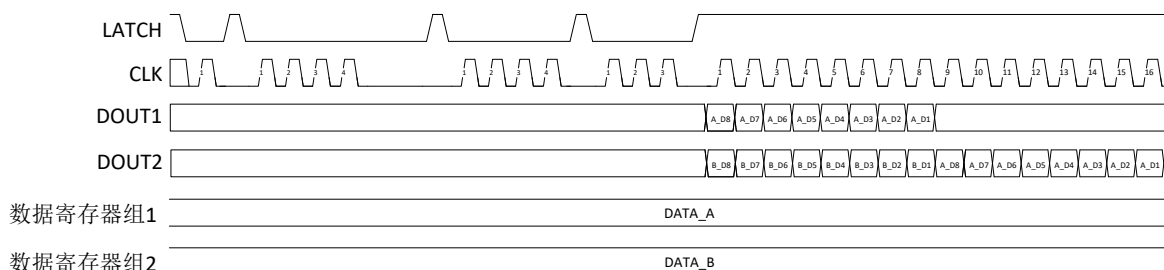 LATCH
CLK 1 1 2 3 4 1 2 3 4 1 2 3 1 2 3 4 5 6 7 8 9 10 11 12 13 14 15 16
DOUT1 A_D8 A_D7 A_D6 A_D5 A_D4 A_D3 A_D2 A_D1
DOUT2 B_D8 B_D7 B_D6 B_D5 B_D4 B_D3 B_D2 B_D1 A_D8 A_D7 A_D6 A_D5 A_D4 A_D3 A_D2 A_D1
数据寄存器组1 DATA_A
数据寄存器组2 DATA_B